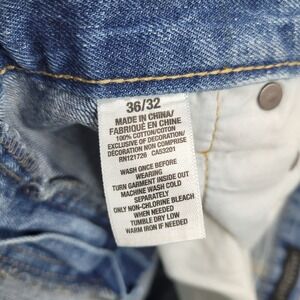 36/32
MADE IN CHINA/
FABRIQUÉ EN CHINE
100% COTTON/COTON
EXCLUSIVE OF DECORATION/
DÉCORATION NON COMPRISE
RN121726 CA53201
WASH ONCE BEFORE
WEARING
TURN GARMENT INSIDE OUT
MACHINE WASH COLD
SEPARATELY
ONLY NON-CHLORINE BLEACH
WHEN NEEDED
TUMBLE DRY LOW
WARM IRON IF NEEDED